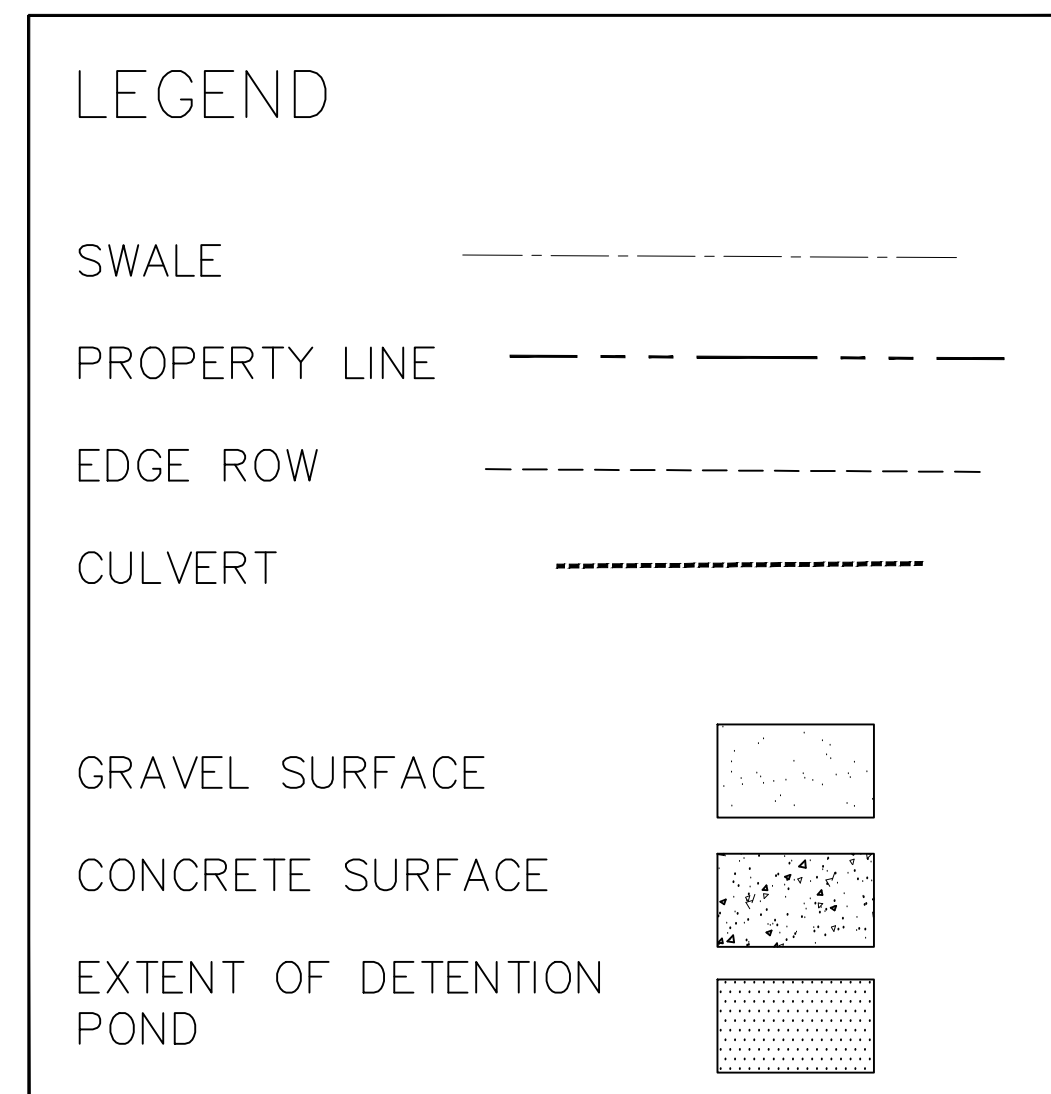 LEGEND
SWALE
PROPERTY LINE
EDGE ROW
CULVERT
GRAVEL SURFACE
CONCRETE SURFACE
EXTENT OF DETENTION
POND